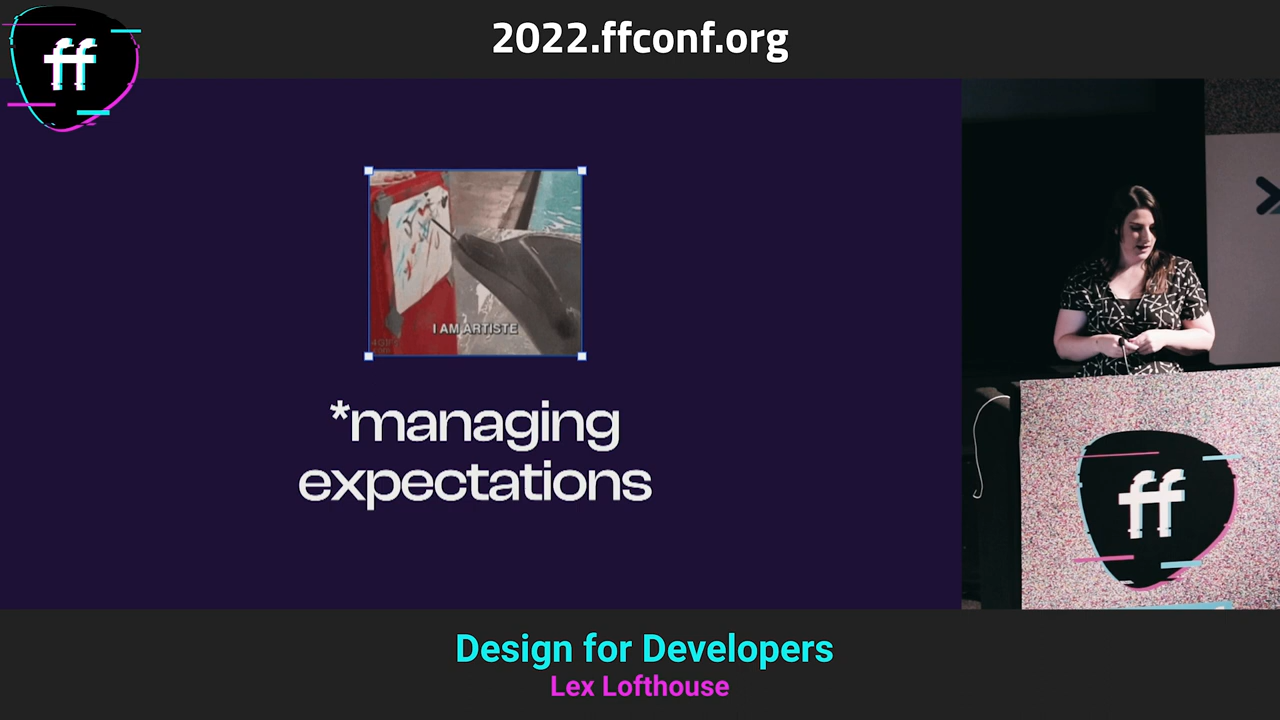 2022.ffconf.org
ff
I AM ARTISTE
*managing
expectations
ff
Design for Developers
Lex Lofthouse